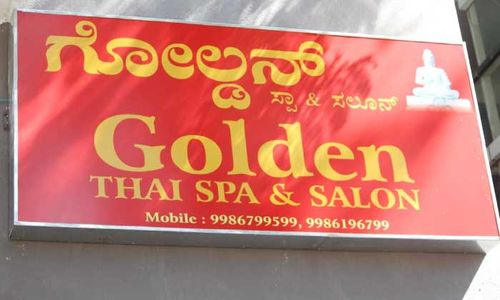 ಗೋಲ್ಡನ್
ಸ್ಪಾ & ಸಲೂನ್
Golden
THAI SPA & SALON
Mobile : 9986799599, 9986196799